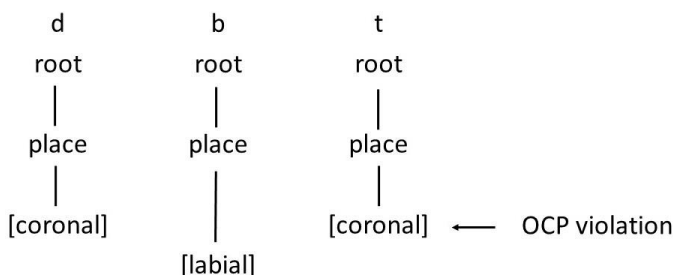 d b t
root root root
place place place
[coronal] [coronal] OCP violation
[labial]